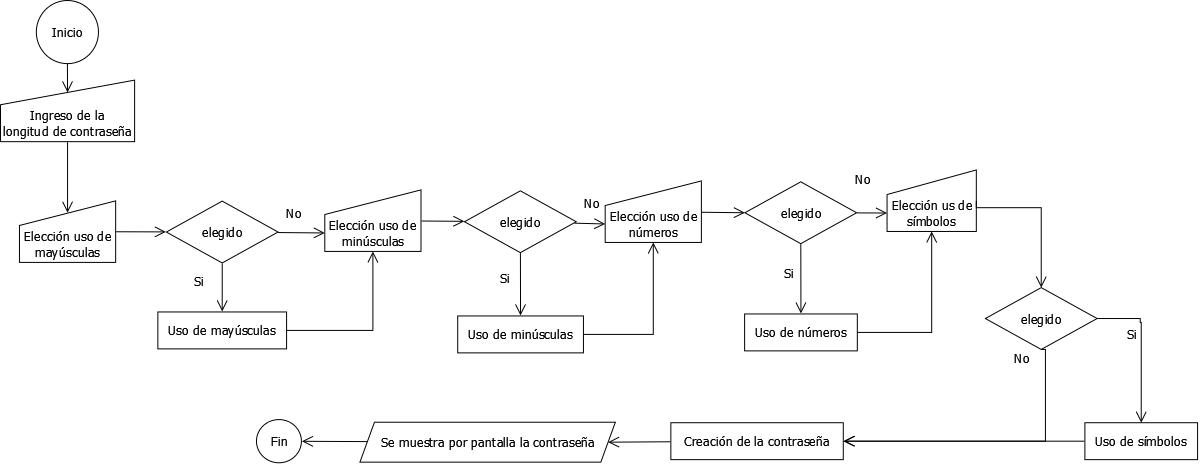 Inicio
Ingreso de la
longitud de contraseña
Elección uso de
mayúsculas
elegido
No
Si
Uso de mayúsculas
Elección uso de
minúsculas
elegido
No
Si
Uso de minúsculas
Elección uso de
números
elegido
No
Si
Uso de números
Elección us de
símbolos
elegido
Si
No
Uso de símbolos
Creación de la contraseña
Se muestra por pantalla la contraseña
Fin